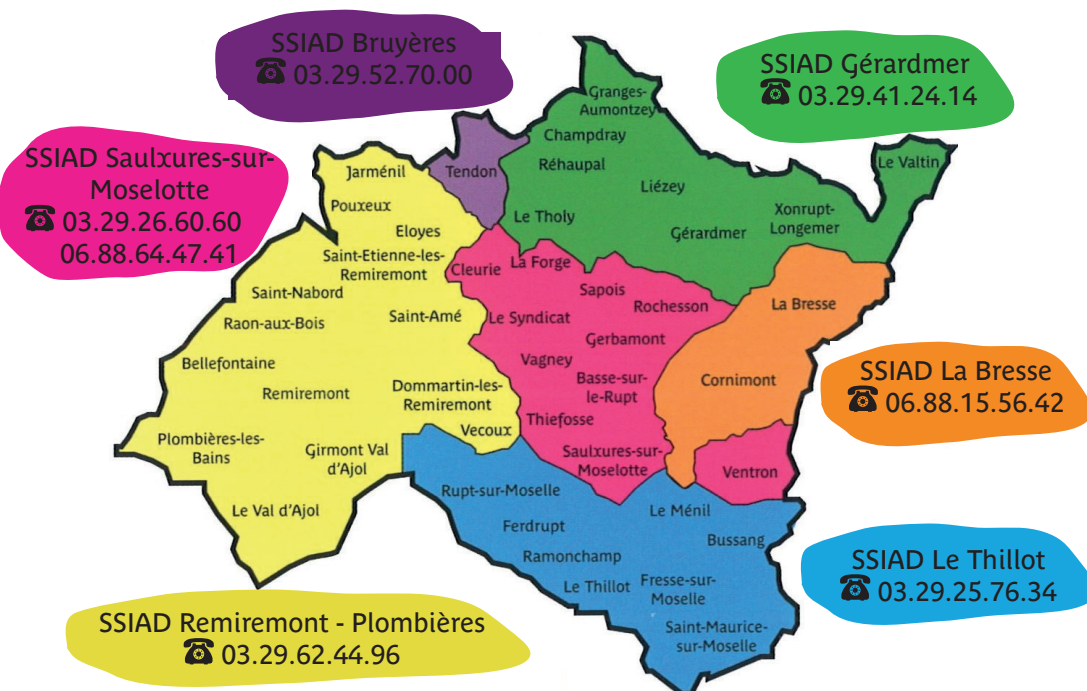 SSIAD Bruyères
☎ 03.29.52.70.00
SSIAD Gérardmer
☎ 03.29.41.24.14
SSIAD Saulxures-sur-
Moselotte
☎ 03.29.26.60.60
06.88.64.47.41
Granges-
Aumontzey
Champdray
Réhaupal
Liézey
Le Valtin
Le Tholy
Gérardmer
Xonrupt-
Longemer
Tendon
Jarménil
Pouxeux
Eloyes
Saint-Etienne-les-
Remiremont
Saint-Nabord
Raon-aux-Bois
Saint-Amé
Bellefontaine
Remiremont
Dommartin-les-
Remiremont
Vecoux
Plombières-les-
Bains
Girmont Val
d'Ajol
Le Val d'Ajol
Cleurie
La Forge
Sapois
Rochesson
Le Syndicat
Gerbamont
Vagney
Basse-sur-
le-Rupt
Thiefosse
Saulxures-sur-
Moselotte
Ventron
La Bresse
Cornimont
SSIAD La Bresse
☎ 06.88.15.56.42
Rupt-sur-Moselle
Le Ménil
Ferdrupt
Bussang
Ramonchamp
Le Thillot
Fresse-sur-
Moselle
Saint-Maurice-
sur-Moselle
SSIAD Le Thillot
☎ 03.29.25.76.34
SSIAD Remiremont - Plombières
☎ 03.29.62.44.96